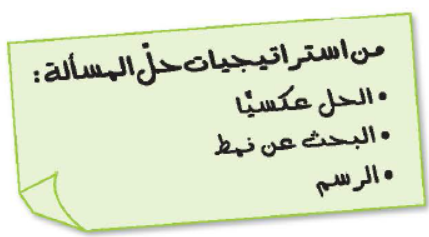 من استراتيجيات حلّ المسألة:
• الحل عكسيًّا
• البحث عن نمط
• الرسم